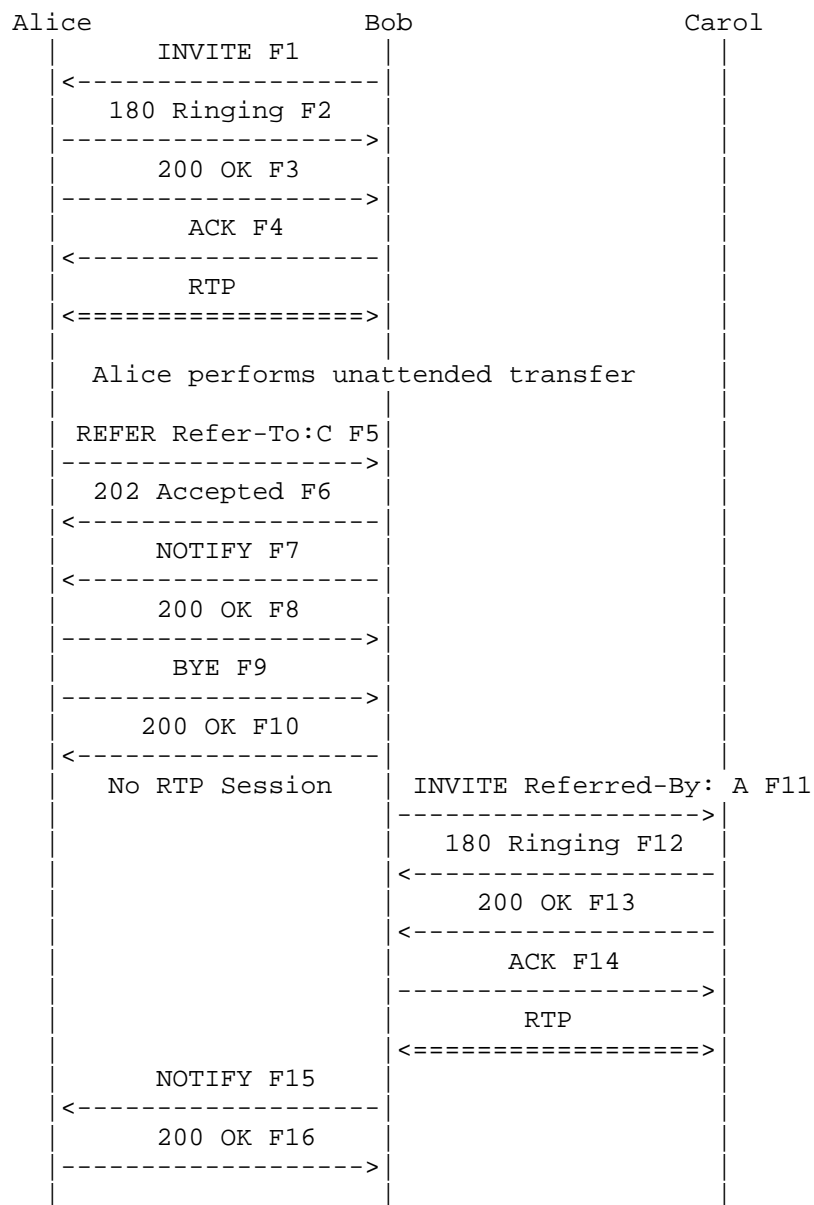 Alice Bob Carol
INVITE F1
180 Ringing F2
200 OK F3
ACK F4
RTP
Alice performs unattended transfer
REFER Refer-To:C F5
202 Accepted F6
NOTIFY F7
200 OK F8
BYE F9
200 OK F10
No RTP Session INVITE Referred-By: A F11
180 Ringing F12
200 OK F13
ACK F14
RTP
NOTIFY F15
200 OK F16